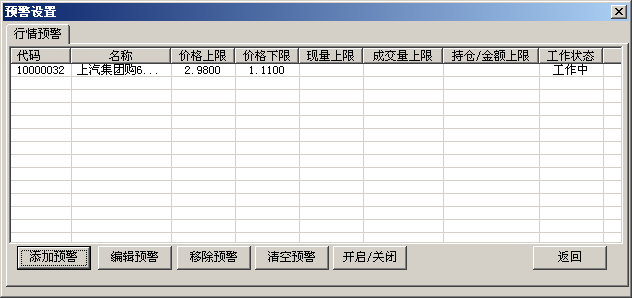 预警设置
行情预警
代码 名称 价格上限 价格下限 现量上限 成交量上限 持仓/金额上限 工作状态
10000032 上汽集团购6... 2.9800 1.1100 工作中
添加预警 编辑预警 移除预警 清空预警 开启/关闭 返回